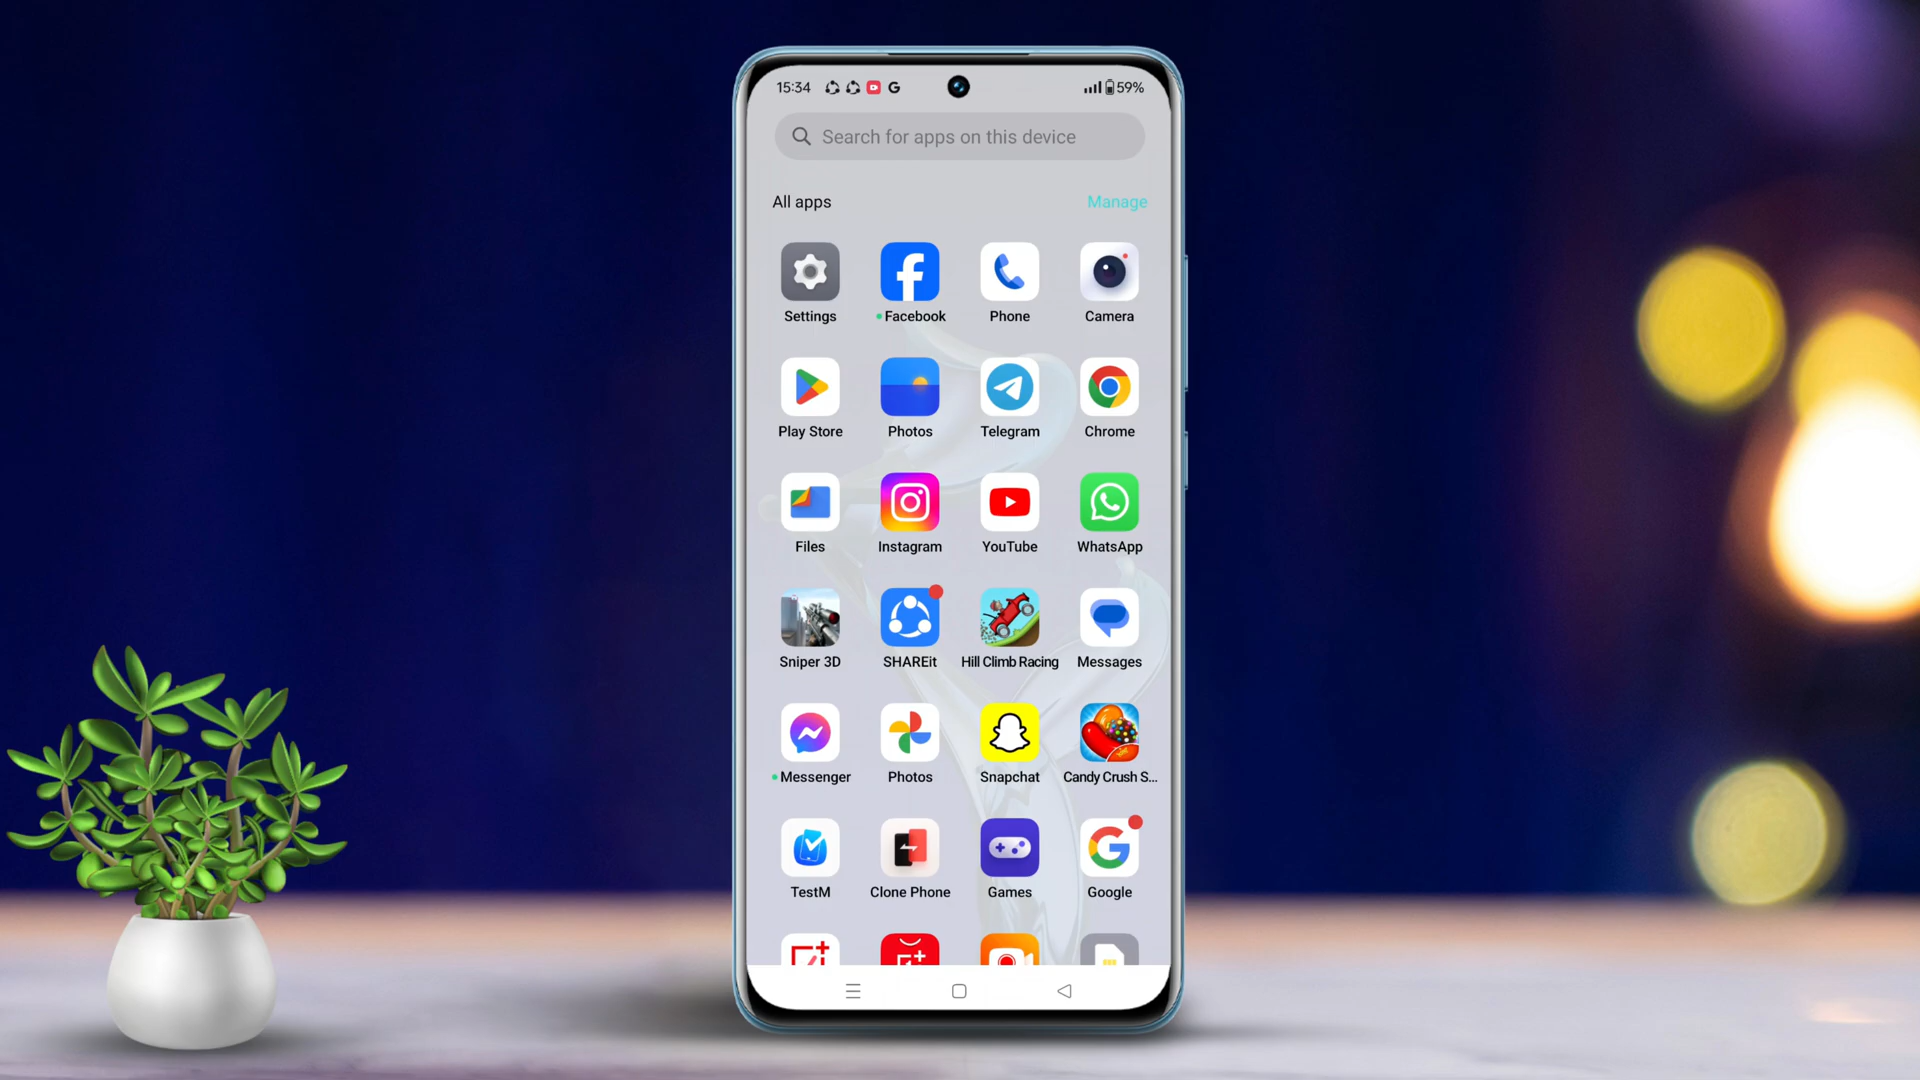 15:34 59%
Search for apps on this device
All apps Manage
Settings Facebook Phone Camera
Play Store Photos Telegram Chrome
Files Instagram YouTube WhatsApp
Sniper 3D SHAREit Hill Climb Racing Messages
Messenger Photos Snapchat Candy Crush S...
TestM Clone Phone Games Google